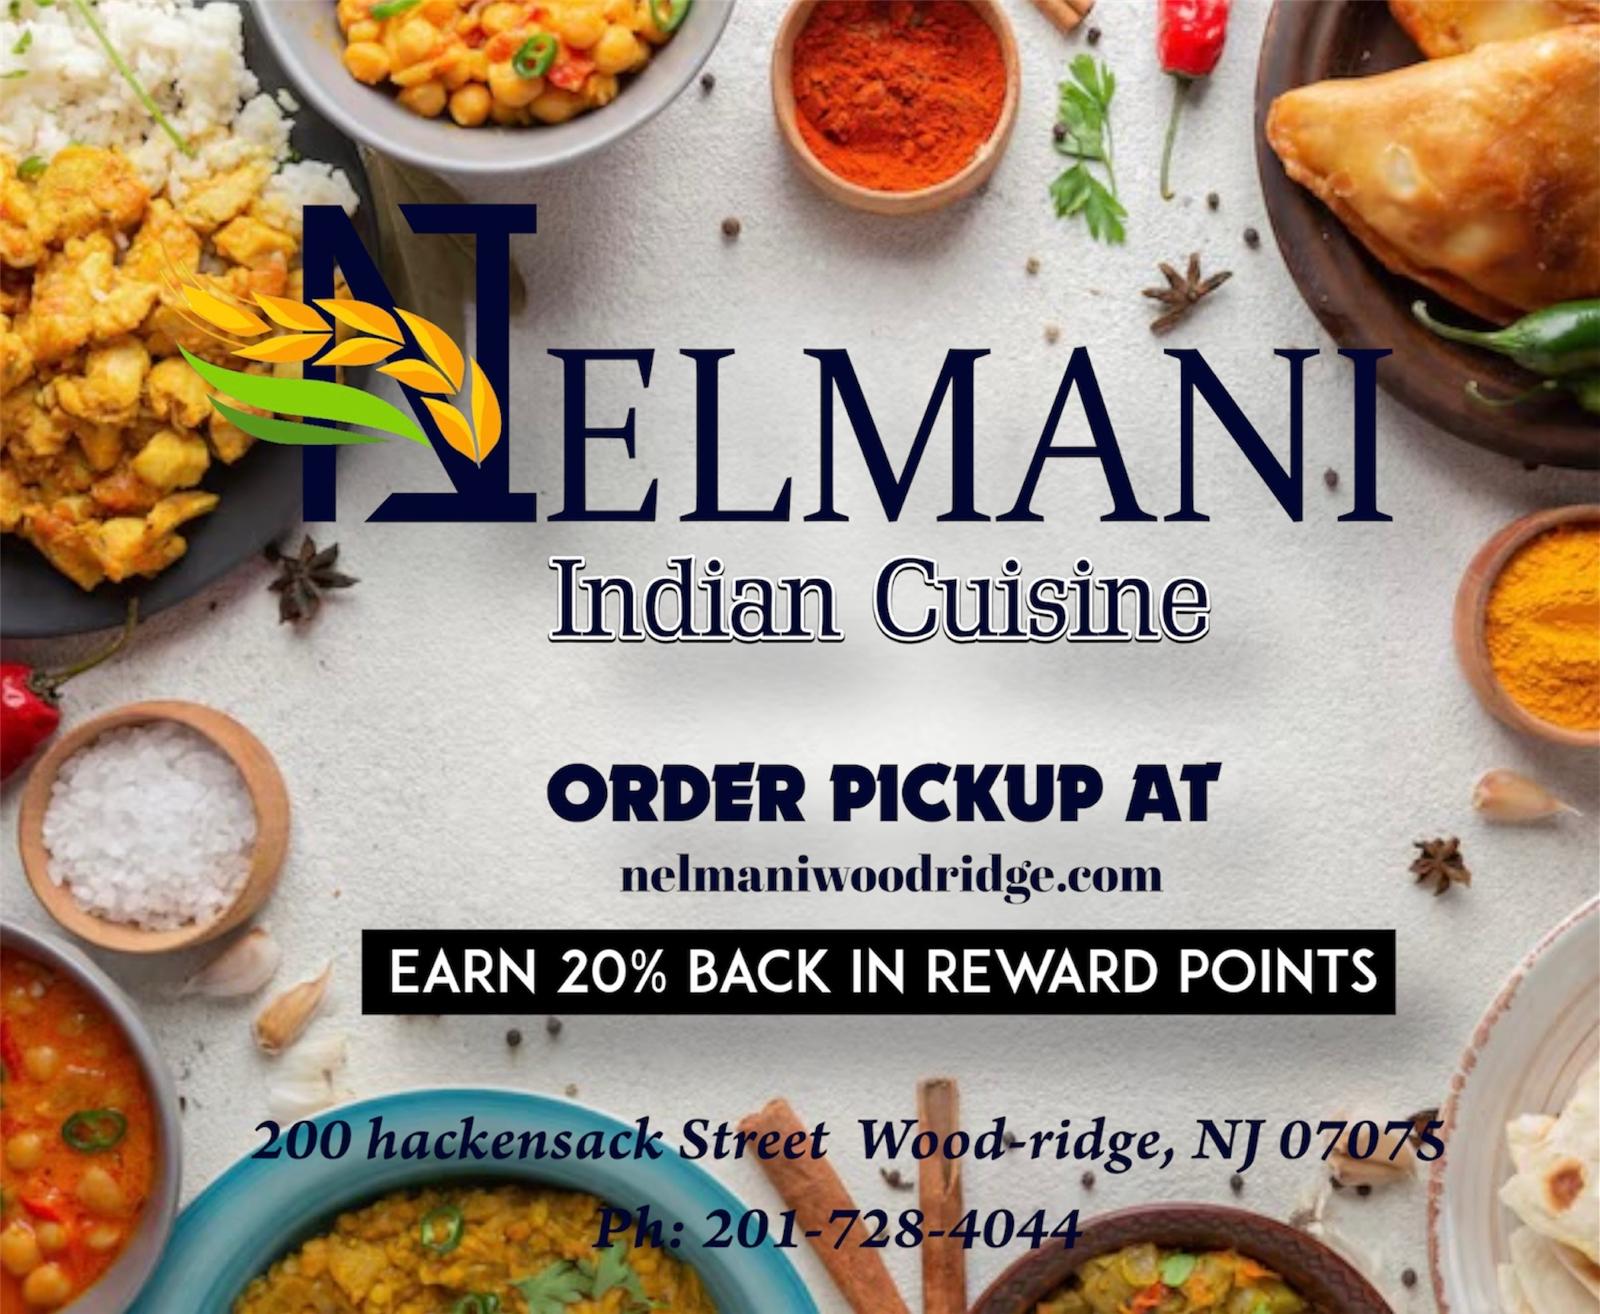 NELMANI
Indian Cuisine
ORDER PICKUP AT
nelmaniwoodridge.com
EARN 20% BACK IN REWARD POINTS
200 hackensack Street Wood-ridge, NJ 07075
Ph: 201-728-4044